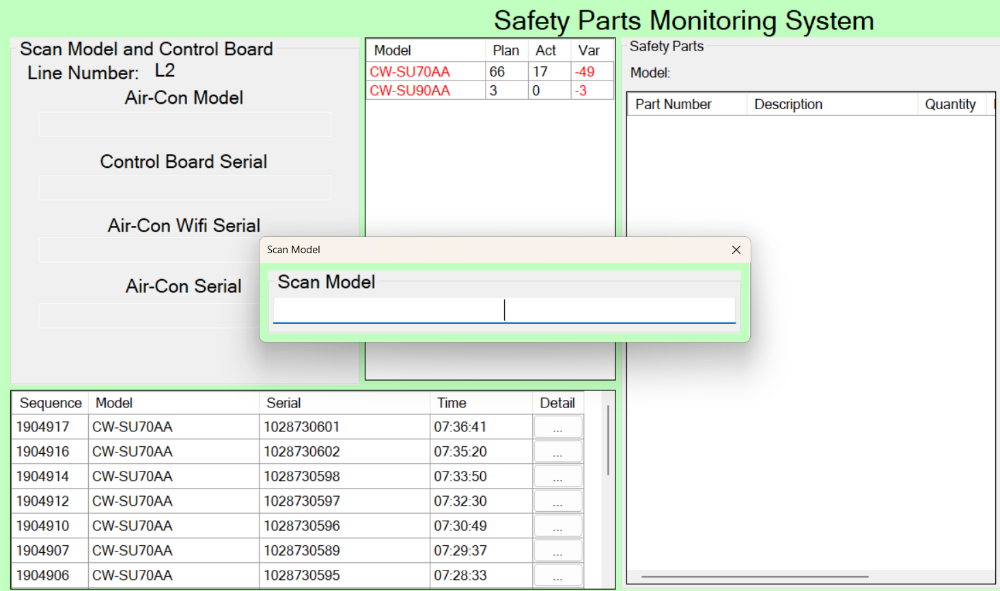 Safety Parts Monitoring System
Scan Model and Control Board
Line Number: L2
Air-Con Model
Control Board Serial
Air-Con Wifi Serial
Air-Con Serial
Model Plan Act Var
CW-SU70AA 66 17 -49
CW-SU90AA 3 0 -3
Safety Parts
Model:
Part Number Description Quantity
Scan Model
Scan Model
Sequence Model Serial Time Detail
1904917 CW-SU70AA 1028730601 07:36:41 ...
1904916 CW-SU70AA 1028730602 07:35:20 ...
1904914 CW-SU70AA 1028730598 07:33:50 ...
1904912 CW-SU70AA 1028730597 07:32:30 ...
1904910 CW-SU70AA 1028730596 07:30:49 ...
1904907 CW-SU70AA 1028730589 07:29:37 ...
1904906 CW-SU70AA 1028730595 07:28:33 ...